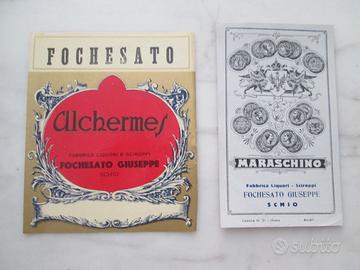 FOCHESATO
Alchermes
FABBRICA LIQUORI E SCIROPPI
FOCHESATO GIUSEPPE
SCHIO
MARASCHINO
Fabbrica Liquori - Sciroppi
FOCHESATO GIUSEPPE
SCHIO
subito